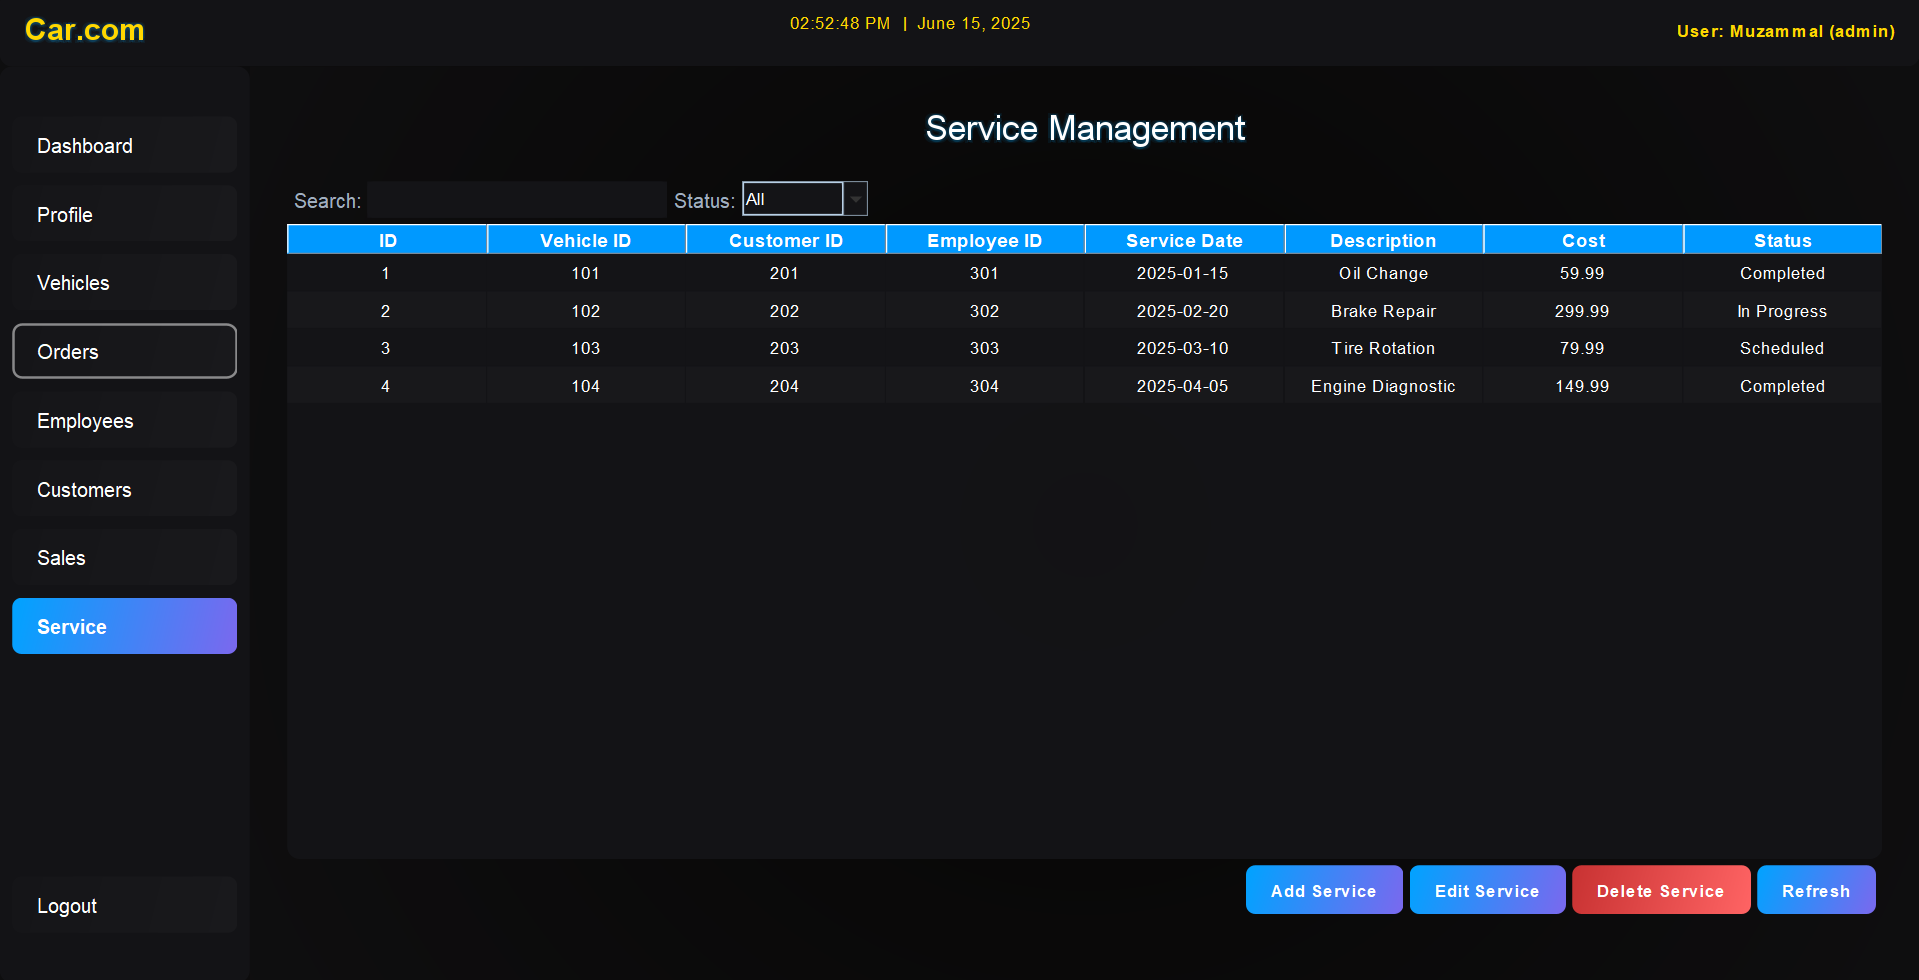 Car.com
02:52:48 PM | June 15, 2025
User: Muzammal (admin)
Dashboard
Profile
Vehicles
Orders
Employees
Customers
Sales
Service
Logout
Service Management
Search: Status: All
ID Vehicle ID Customer ID Employee ID Service Date Description Cost Status
1 101 201 301 2025-01-15 Oil Change 59.99 Completed
2 102 202 302 2025-02-20 Brake Repair 299.99 In Progress
3 103 203 303 2025-03-10 Tire Rotation 79.99 Scheduled
4 104 204 304 2025-04-05 Engine Diagnostic 149.99 Completed
Add Service Edit Service Delete Service Refresh